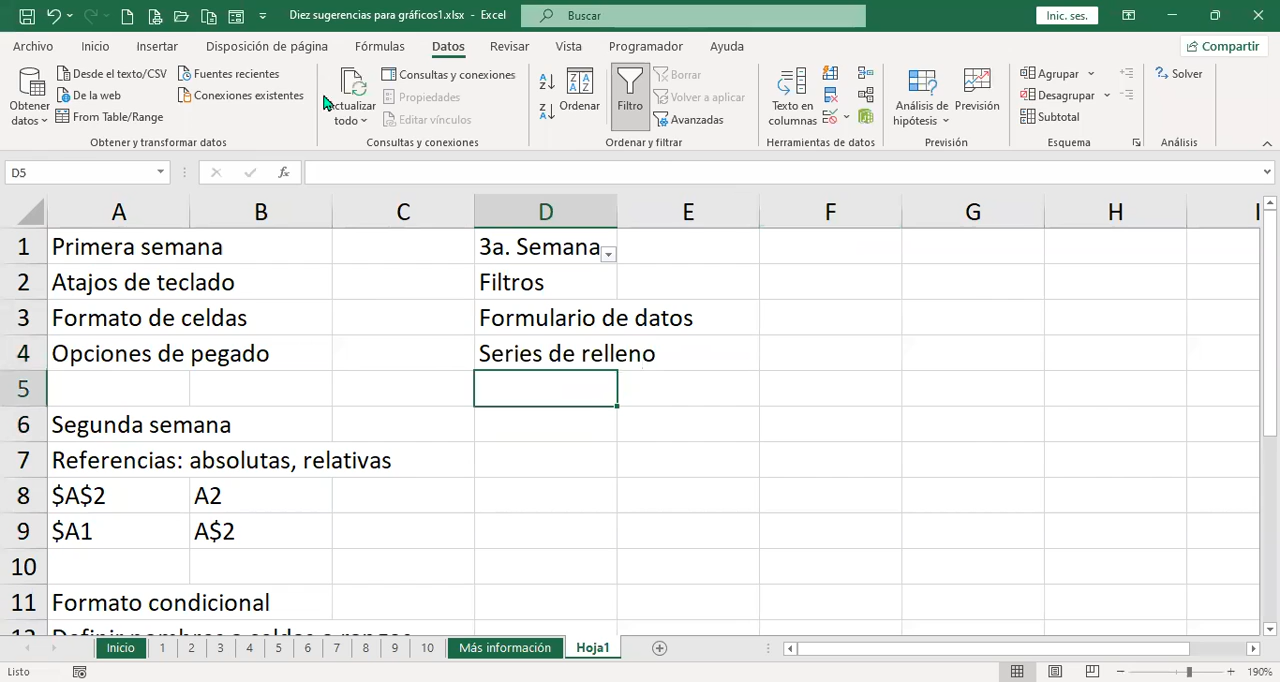 Diez sugerencias para gráficos1.xlsx - Excel
Buscar
Inic. ses.
Archivo Inicio Insertar Disposición de página Fórmulas Datos Revisar Vista Programador Ayuda
Compartir
Obtener datos
Desde el texto/CSV
De la web
From Table/Range
Fuentes recientes
Conexiones existentes
Obtener y transformar datos
Actualizar todo
Consultas y conexiones
Propiedades
Editar vínculos
Consultas y conexiones
Ordenar
Filtro
Borrar
Volver a aplicar
Avanzadas
Ordenar y filtrar
Texto en columnas
Herramientas de datos
Análisis de hipótesis
Previsión
Previsión
Agrupar
Desagrupar
Subtotal
Esquema
Solver
Análisis
D5
fx
A B C D E F G H I
1 Primera semana 3a. Semana
2 Atajos de teclado Filtros
3 Formato de celdas Formulario de datos
4 Opciones de pegado Series de relleno
5
6 Segunda semana
7 Referencias: absolutas, relativas
8 $A$2 A2
9 $A1 A$2
10
11 Formato condicional
Inicio 1 2 3 4 5 6 7 8 9 10 Más información Hoja1
Listo
190%